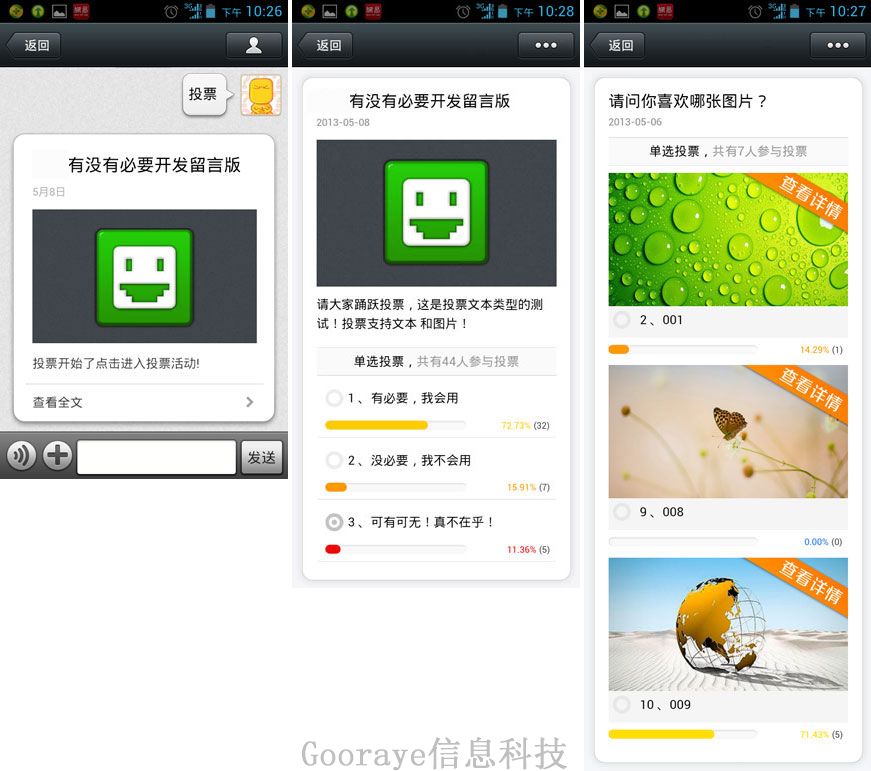 下午 10:26
返回
投票
有没有必要开发留言版
5月8日
投票开始了点击进入投票活动!
查看全文
发送
下午 10:28
返回
有没有必要开发留言版
2013-05-08
请大家踊跃投票，这是投票文本类型的测
试！投票支持文本 和图片！
单选投票，共有44人参与投票
1、有必要，我会用
72.73% (32)
2、没必要，我不会用
15.91% (7)
3、可有可无！真不在乎！
11.36% (5)
下午 10:27
返回
请问你喜欢哪张图片？
2013-05-06
单选投票，共有7人参与投票
查看详情
2、001
14.29% (1)
查看详情
9、008
0.00% (0)
查看详情
10、009
71.43% (5)
Gooraye信息科技